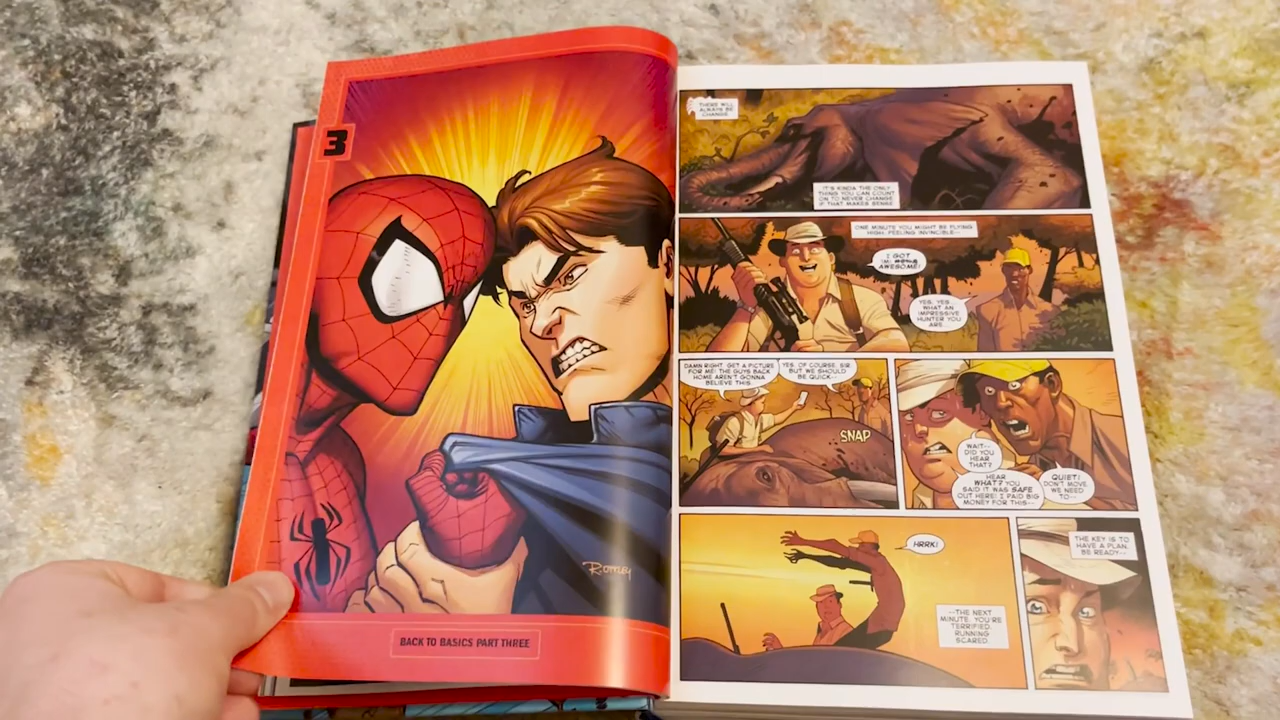 3
BACK TO BASICS PART THREE
Romey
THERE WILL
ALWAYS BE
CHANGE.
IT'S KINDA THE ONLY
THING YOU CAN COUNT
ON TO NEVER CHANGE
IF THAT MAKES SENSE
ONE MINUTE YOU MIGHT BE FLYING
HIGH, FEELING INVINCIBLE--
I GOT
AWESOME!
YES, YES...
WHAT AN
IMPRESSIVE
HUNTER YOU
ARE...
DAMN RIGHT. GET A PICTURE
FOR ME! THE GUYS BACK
HOME AREN'T GONNA
BELIEVE THIS.
YES, OF COURSE, SIR.
BUT WE SHOULD
BE QUICK--
SNAP
WAIT--
DID YOU
HEAR
THAT?
HEAR
WHAT? YOU
SAID IT WAS SAFE
OUT HERE! I PAID BIG
MONEY FOR THIS--
QUIET!
DON'T MOVE.
WE NEED
TO--
HRRK!
--THE NEXT
MINUTE, YOU'RE
TERRIFIED.
RUNNING
SCARED.
THE KEY IS TO
HAVE A PLAN.
BE READY--